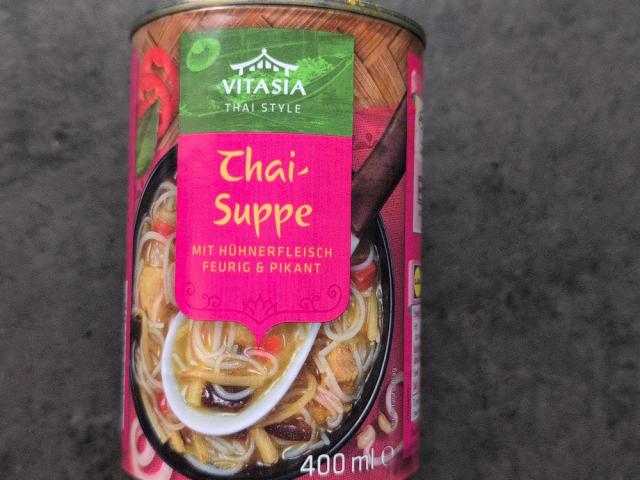 VITASIA
THAI STYLE
Thai-
Suppe
MIT HÜHNERFLEISCH
FEURIG & PIKANT
400 ml ℮